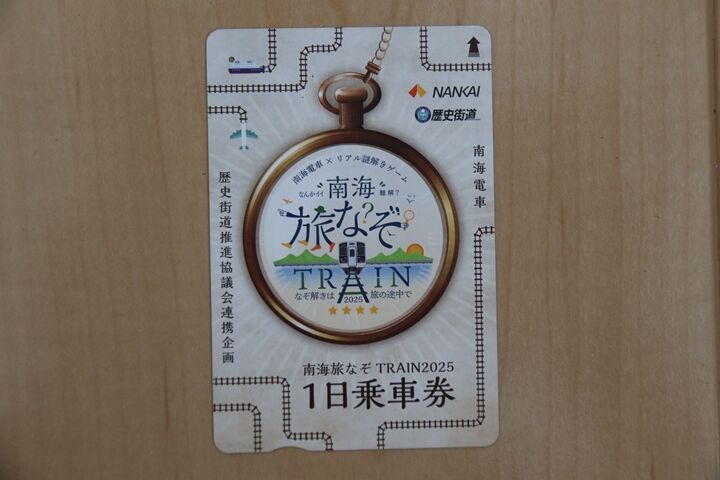 NANKAI
歴史街道
南海電車
歴史街道推進協議会連携企画
南海電車×リアル謎解きゲーム
なんかイイ 南海 難解?
旅な?ぞ
TRAIN
なぞ解きは 2025 旅の途中で
南海旅なぞ TRAIN2025
1日乗車券